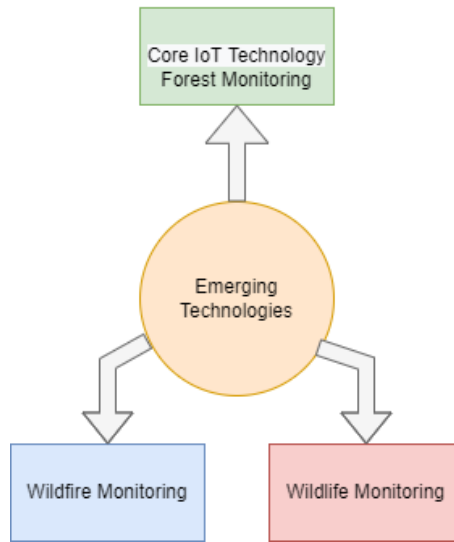 Core IoT Technology
Forest Monitoring
Emerging
Technologies
Wildfire Monitoring
Wildlife Monitoring